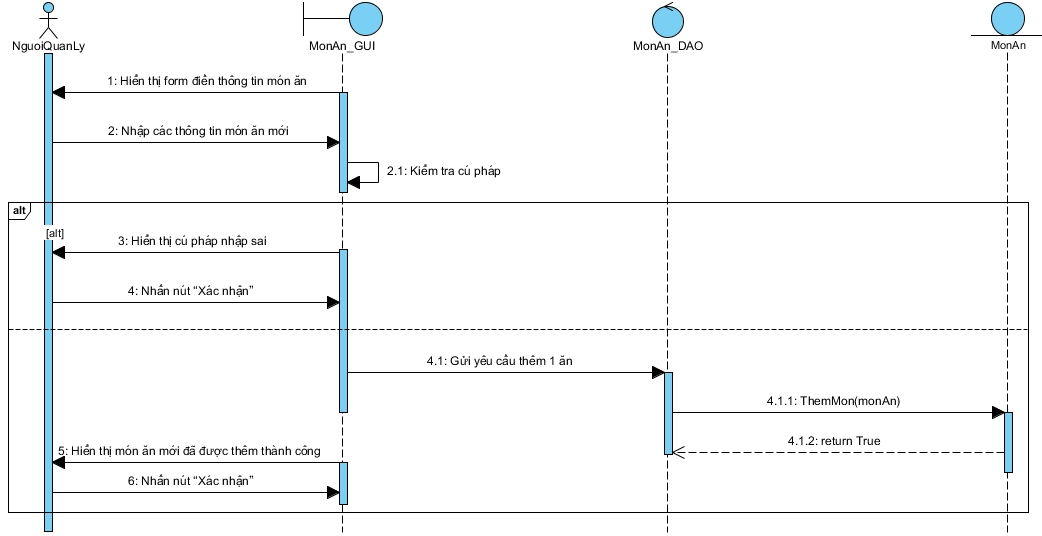 NguoiQuanLy
MonAn_GUI
MonAn_DAO
MonAn
1: Hiển thị form điền thông tin món ăn
2: Nhập các thông tin món ăn mới
2.1: Kiểm tra cú pháp
alt
[alt]
3: Hiển thị cú pháp nhập sai
4: Nhấn nút “Xác nhận”
4.1: Gửi yêu cầu thêm 1 ăn
4.1.1: ThemMon(monAn)
4.1.2: return True
5: Hiển thị món ăn mới đã được thêm thành công
6: Nhấn nút “Xác nhận”